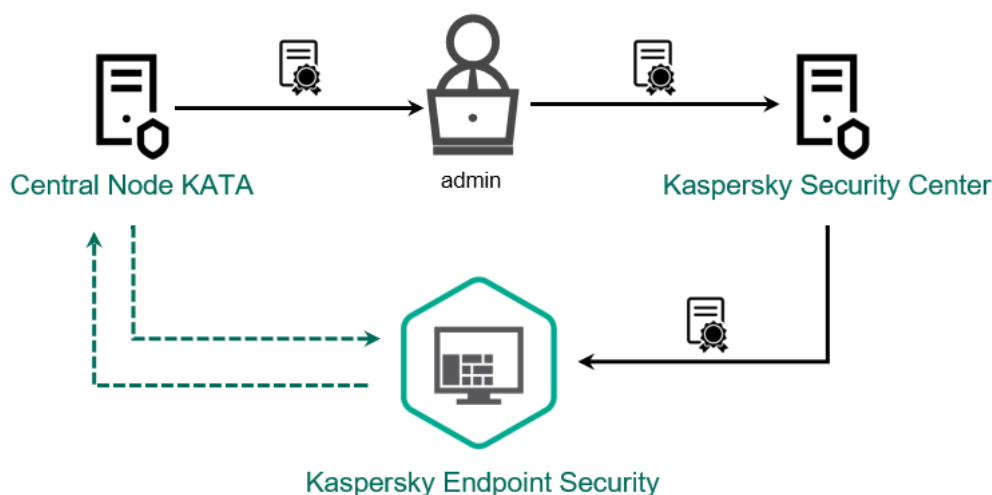 Central Node KATA
admin
Kaspersky Security Center
Kaspersky Endpoint Security